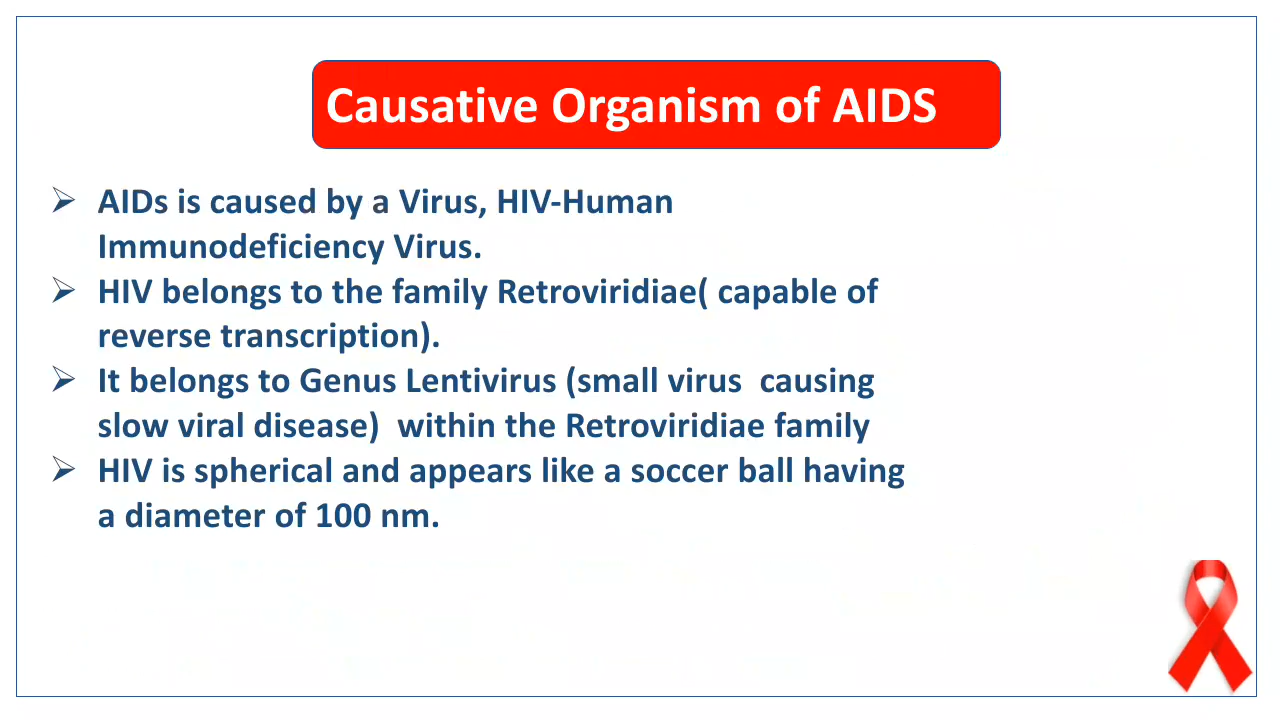 Causative Organism of AIDS
➢ AIDs is caused by a Virus, HIV-Human
Immunodeficiency Virus.
➢ HIV belongs to the family Retroviridiae( capable of
reverse transcription).
➢ It belongs to Genus Lentivirus (small virus  causing
slow viral disease)  within the Retroviridiae family
➢ HIV is spherical and appears like a soccer ball having
a diameter of 100 nm.